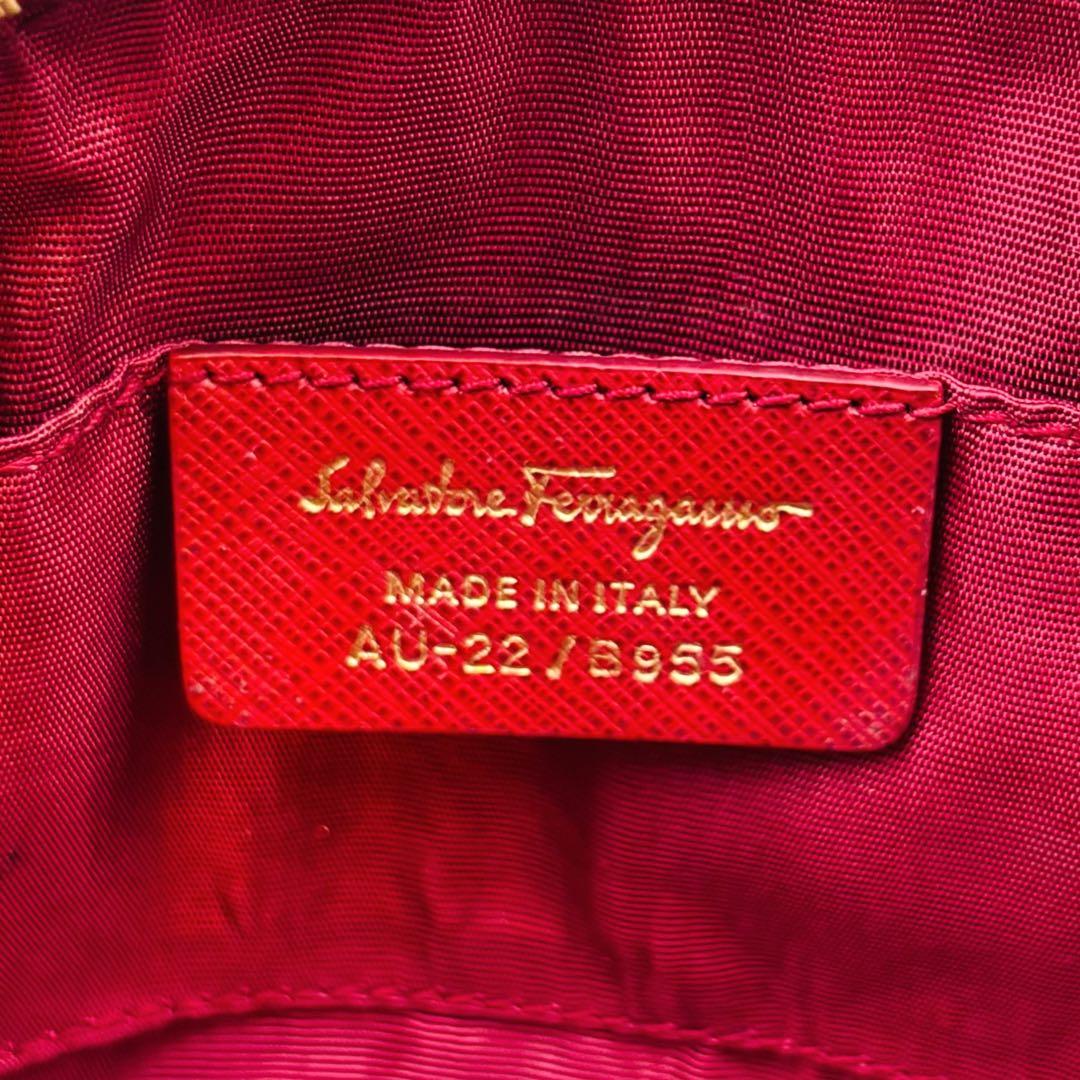 Salvatore Ferragamo
MADE IN ITALY
AU-22/B955